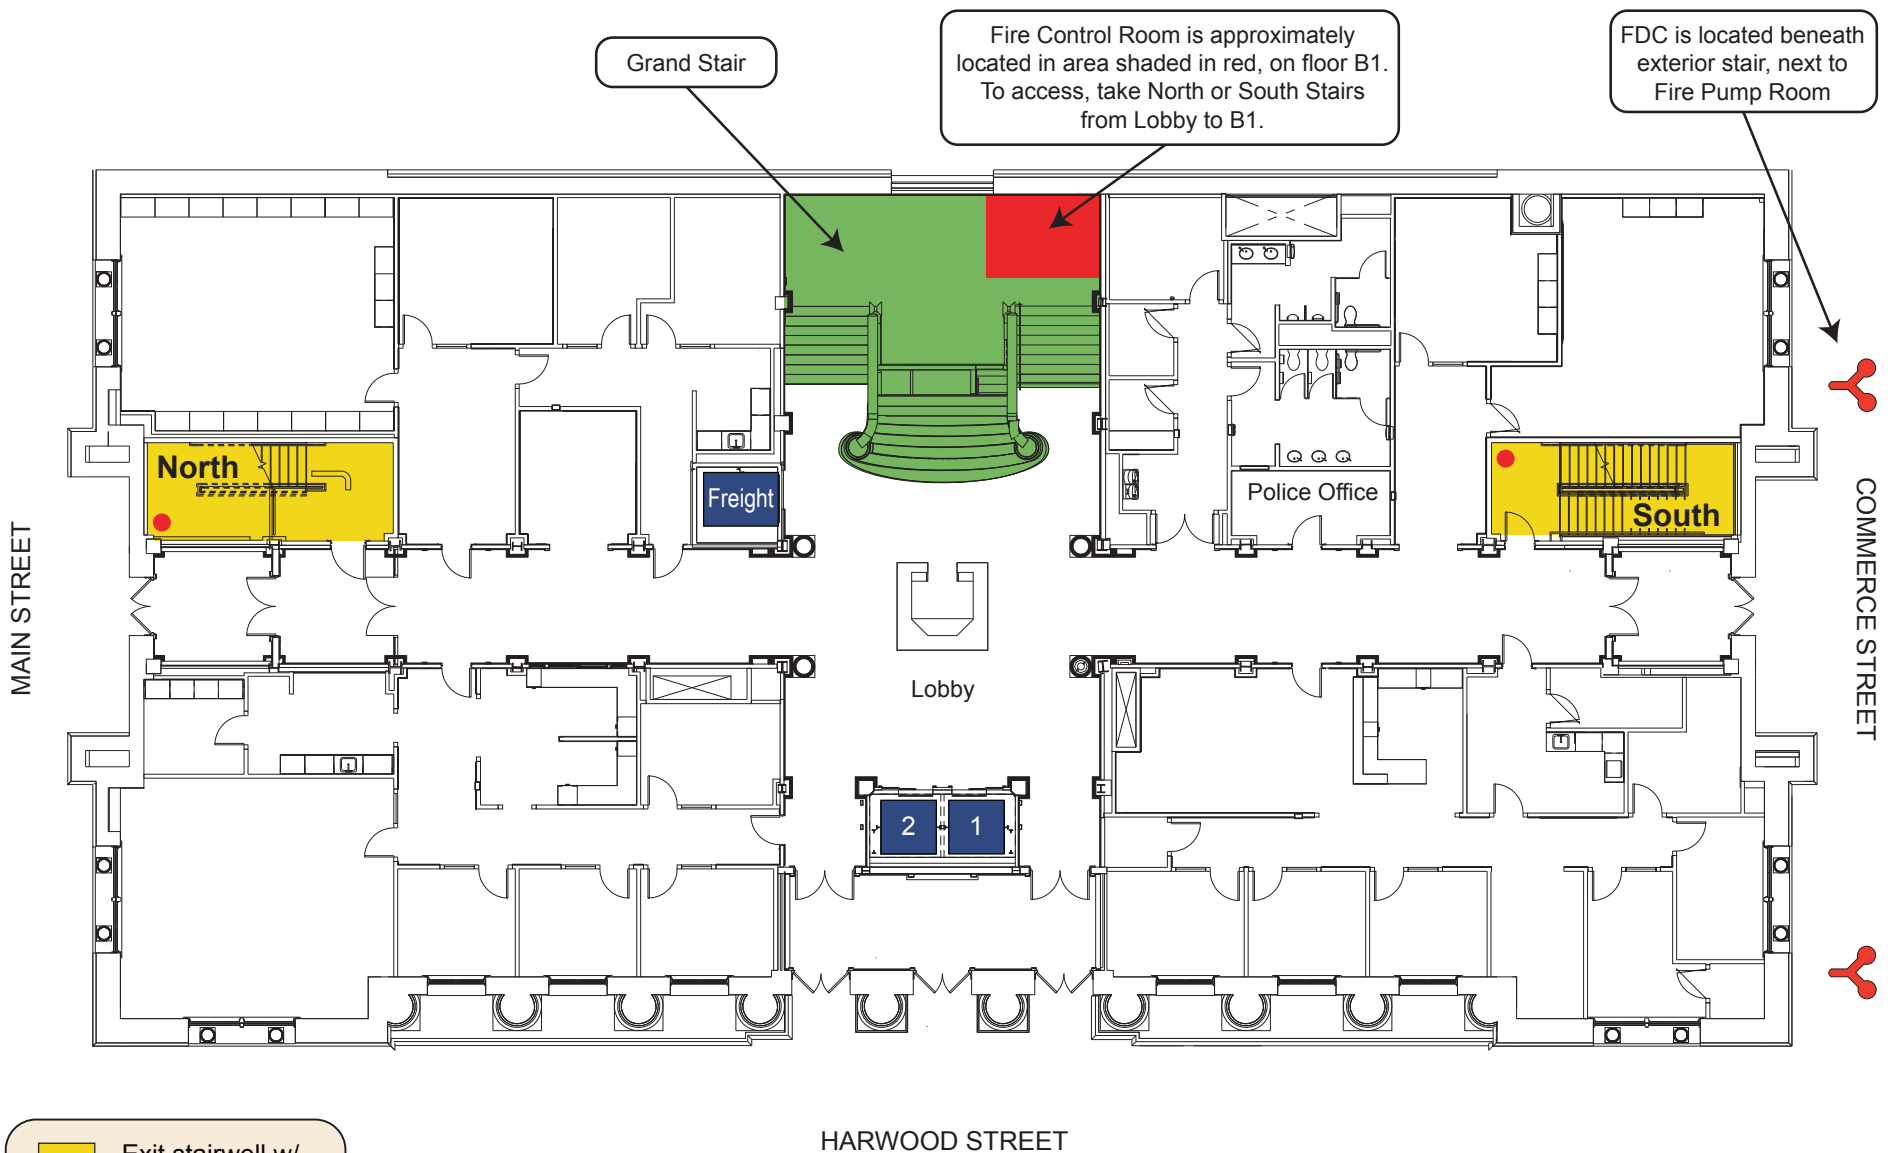 Grand Stair
Fire Control Room is approximately
located in area shaded in red, on floor B1.
To access, take North or South Stairs
from Lobby to B1.
FDC is located beneath
exterior stair, next to
Fire Pump Room
North
Freight
Police Office
South
MAIN STREET
COMMERCE STREET
Lobby
2
1
HARWOOD STREET
Exit stairwell w/